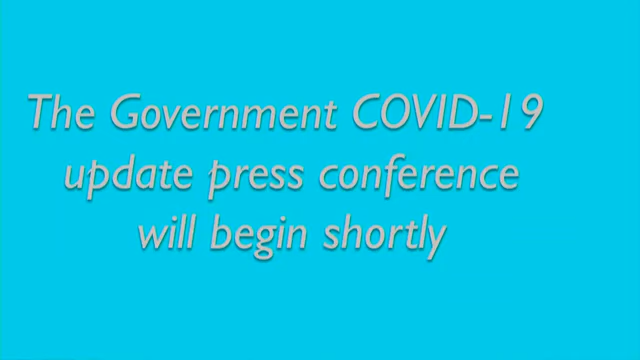 The Government COVID-19
update press conference
will begin shortly